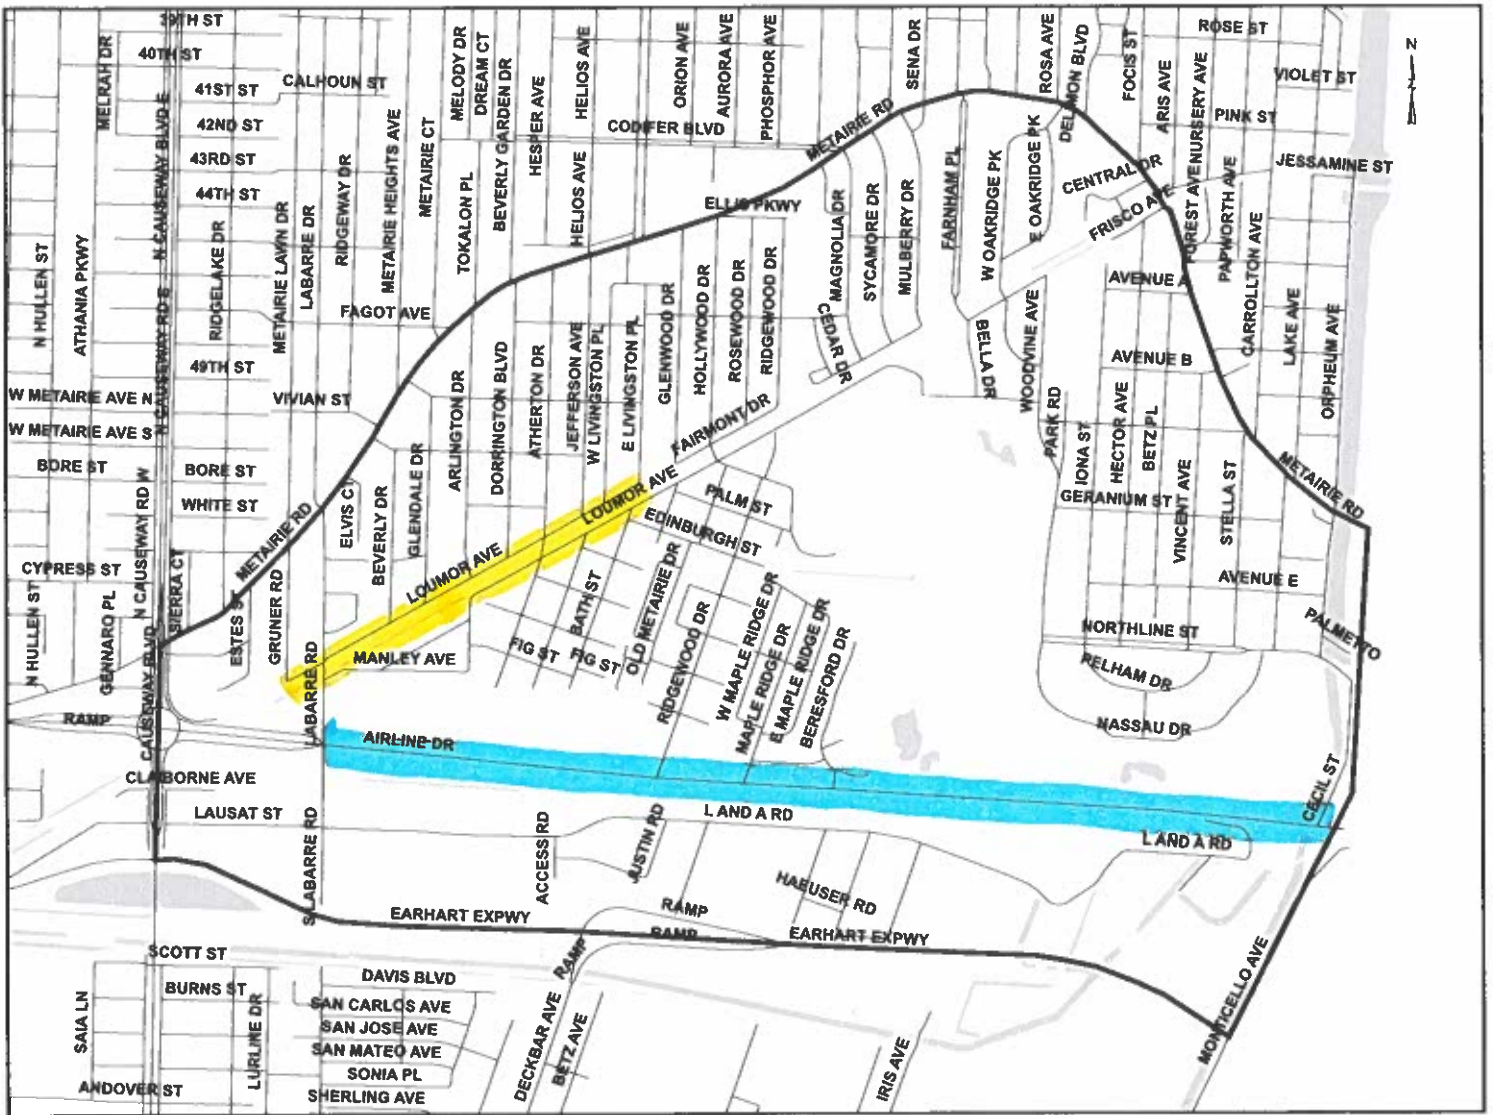 39TH ST
40TH ST
41ST ST
42ND ST
43RD ST
44TH ST
MELRAH DR
CALHOUN ST
MELODY DR
DREAM CT
BEVERLY GARDEN DR
HESPER AVE
HELIOS AVE
ORION AVE
AURORA AVE
PHOSPHOR AVE
SENA DR
ROSA AVE
DELMON BLVD
FOCIS ST
ARIS AVE
NURSERY AVE
ROSE ST
VIOLET ST
PINK ST
JESSAMINE ST
N
CODIFER BLVD
METAIRIE RD
N CAUSEWAY BLVD E
RIDGEWAY DR
METAIRIE HEIGHTS AVE
METAIRIE CT
TOKALON PL
HELIOS AVE
ELLIS PKWY
MAGNOLIA DR
SYCAMORE DR
MULBERRY DR
FARNHAM PL
W OAKRIDGE PK
E OAKRIDGE PK
CENTRAL DR
FRISCO AVE
FOREST AVE
PAPWORTH AVE
CARROLLTON AVE
N HULLEN ST
ATHANIA PKWY
N CAUSEWAY RD E
RIDGELAKE DR
METAIRIE LAWN DR
LABARRE DR
FAGOT AVE
49TH ST
VIVIAN ST
W METAIRIE AVE N
W METAIRIE AVE S
N CAUSEWAY BLVD E
BORE ST
BORE ST
WHITE ST
ARLINGTON DR
DORRINGTON BLVD
ATHERTON DR
JEFFERSON AVE
W LIVINGSTON PL
E LIVINGSTON PL
GLENWOOD DR
HOLLYWOOD DR
ROSEWOOD DR
RIDGEWOOD DR
CEDAR DR
BELLA DR
WOODVINE AVE
AVENUE A
AVENUE B
LAKE AVE
ORPHEUM AVE
FAIRMONT DR
PARK RD
IONA ST
HECTOR AVE
BETZ PL
VINCENT AVE
STELLA ST
GERANIUM ST
METAIRIE RD
N CAUSEWAY RD W
METAIRIE RD
ELVIS CT
BEVERLY DR
GLENDALE DR
LOUMOR AVE
LOUMOR AVE
PALM ST
EDINBURGH ST
CYPRESS ST
N HULLEN ST
GENNARO PL
SIERRA CT
ESTES ST
GRUNER RD
LABARRE RD
MANLEY AVE
FIG ST
FIG ST
BATH ST
OLD METAIRIE DR
RIDGEWOOD DR
W MAPLE RIDGE DR
MAPLE RIDGE DR
E MAPLE RIDGE DR
BERESFORD DR
AVENUE E
NORTHLINE ST
PELHAM DR
NASSAU DR
PALMETTO
CECIL ST
RAMP
CAUSEWAY BLVD
AIRLINE DR
CLAIBORNE AVE
LAUSAT ST
S LABARRE RD
ACCESS RD
JUSTIN RD
L AND A RD
L AND A RD
HAEUSER RD
RAMP
RAMP
EARHART EXPWY
EARHART EXPWY
RAMP
MONTICELLO AVE
SCOTT ST
BURNS ST
SAIA LN
LURLINE DR
ANDOVER ST
DAVIS BLVD
SAN CARLOS AVE
SAN JOSE AVE
SAN MATEO AVE
SONIA PL
SHERLING AVE
DECKBAR AVE
BETZ AVE
IRIS AVE